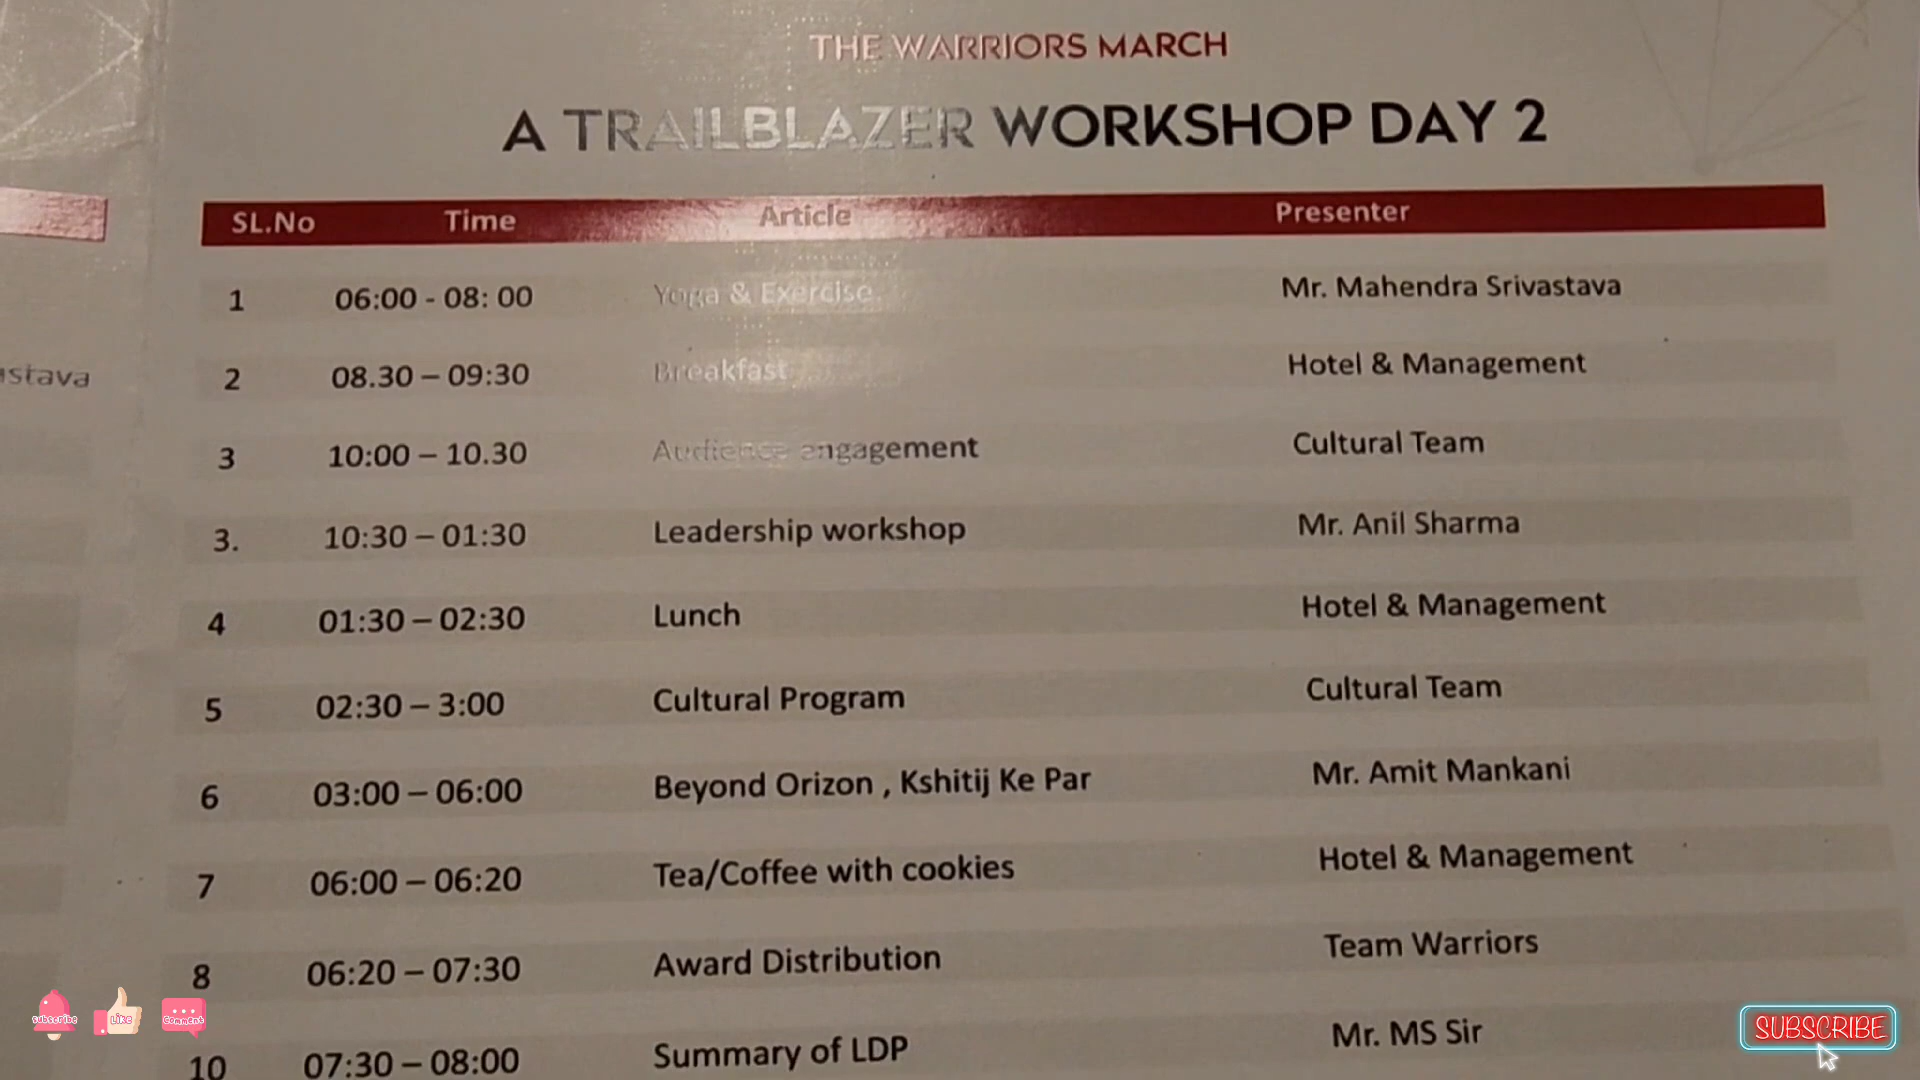 THE WARRIORS MARCH
A TRAILBLAZER WORKSHOP DAY 2
SL.No Time Article Presenter
1 06:00 - 08: 00 Yoga & Exercise. Mr. Mahendra Srivastava
2 08.30 – 09:30 Breakfast Hotel & Management
3 10:00 – 10.30 Audience engagement Cultural Team
3. 10:30 – 01:30 Leadership workshop Mr. Anil Sharma
4 01:30 – 02:30 Lunch Hotel & Management
5 02:30 – 3:00 Cultural Program Cultural Team
6 03:00 – 06:00 Beyond Orizon , Kshitij Ke Par Mr. Amit Mankani
7 06:00 – 06:20 Tea/Coffee with cookies Hotel & Management
8 06:20 – 07:30 Award Distribution Team Warriors
10 07:30 – 08:00 Summary of LDP Mr. MS Sir
stava
subscribe Like Comment
SUBSCRIBE